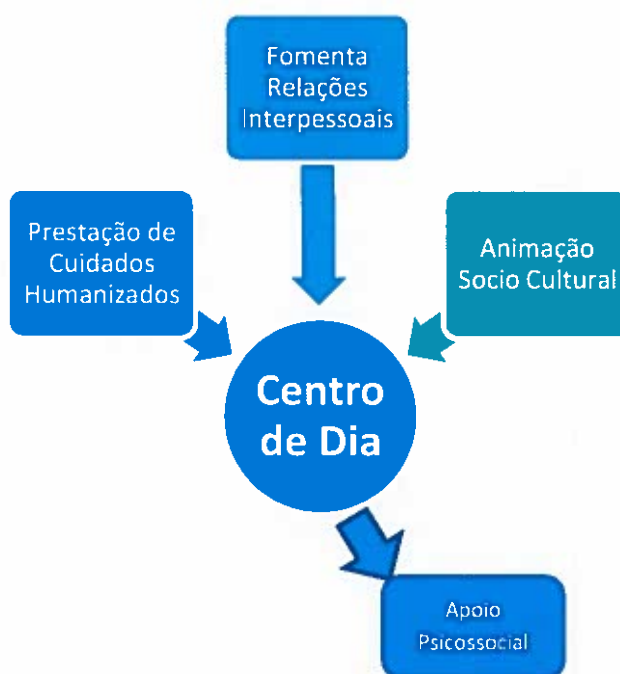 Fomenta
Relações
Interpessoais
Prestação de
Cuidados
Humanizados
Animação
Socio Cultural
Centro
de Dia
Apoio
Psicossocial